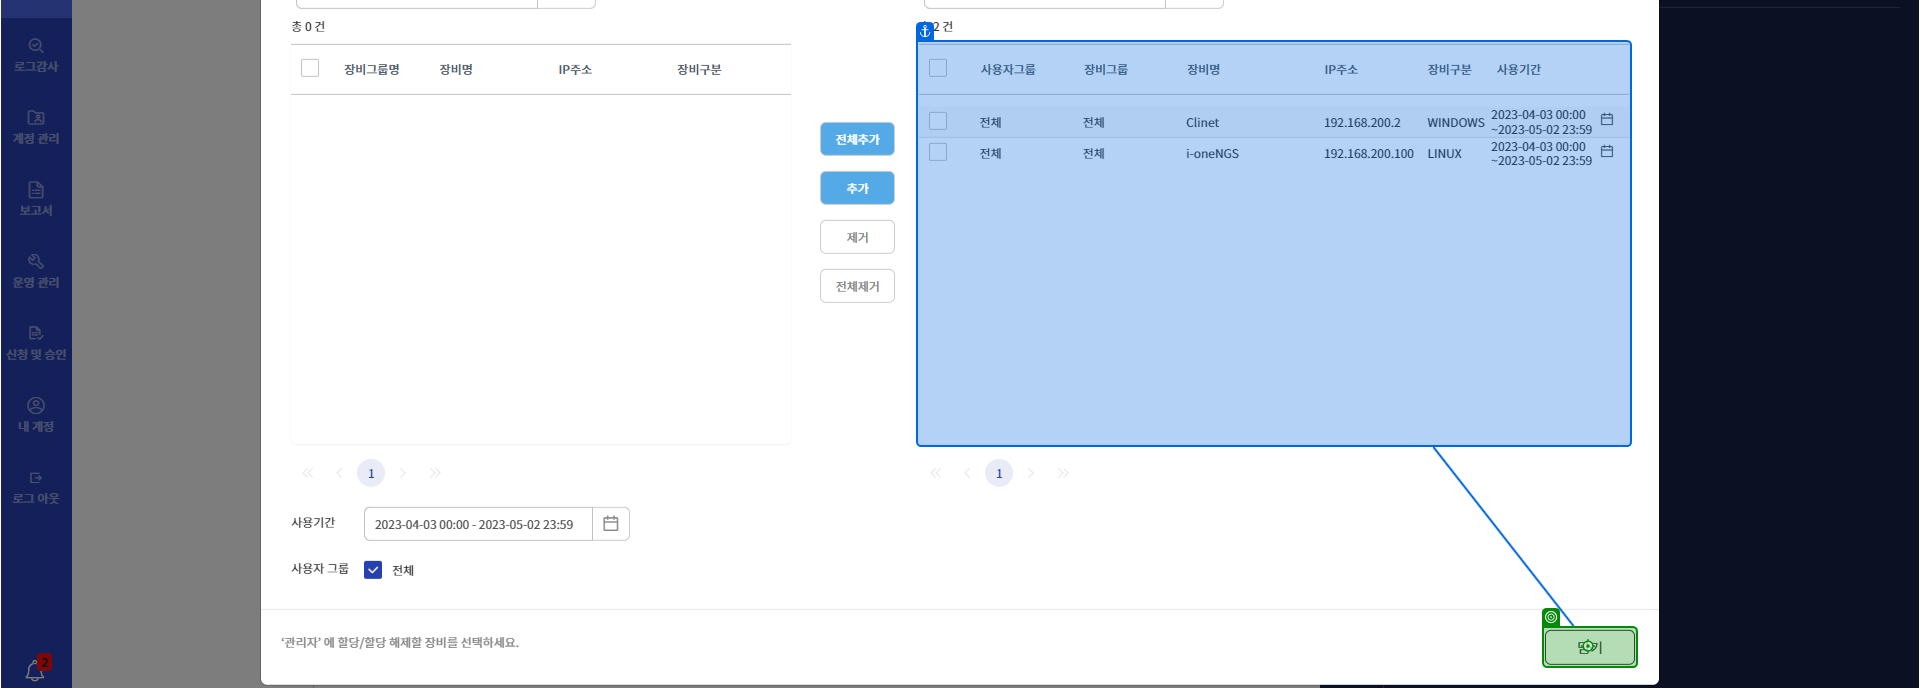 로그감사
계정 관리
보고서
운영 관리
신청 및 승인
내 계정
로그 아웃
2
총 0 건
장비그룹명 장비명 IP주소 장비구분
1
전체추가
추가
제거
전체제거
2 건
사용자그룹 장비그룹 장비명 IP주소 장비구분 사용기간
전체 전체 Clinet 192.168.200.2 WINDOWS 2023-04-03 00:00
~2023-05-02 23:59
전체 전체 i-oneNGS 192.168.200.100 LINUX 2023-04-03 00:00
~2023-05-02 23:59
1
사용기간 2023-04-03 00:00 - 2023-05-02 23:59
사용자 그룹 전체
‘관리자’ 에 할당/할당 해제할 장비를 선택하세요.